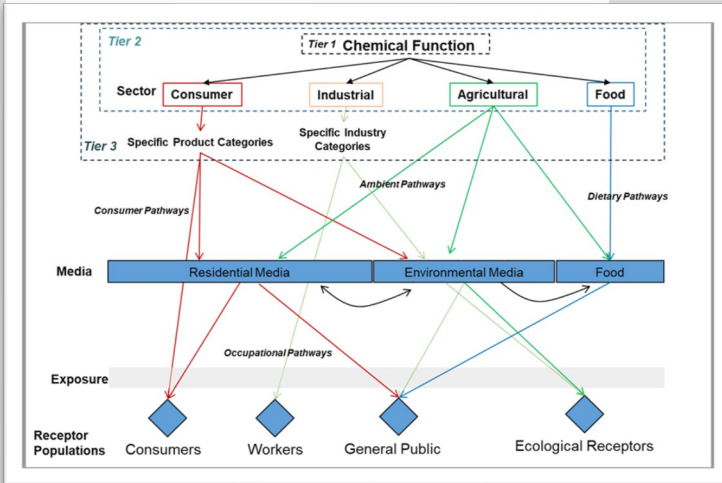 Tier 2
Tier 1 Chemical Function
Sector Consumer Industrial Agricultural Food
Tier 3
Specific Product Categories
Specific Industry
Categories
Consumer Pathways
Ambient Pathways
Dietary Pathways
Media Residential Media Environmental Media Food
Occupational Pathways
Exposure
Receptor
Populations
Consumers Workers General Public Ecological Receptors